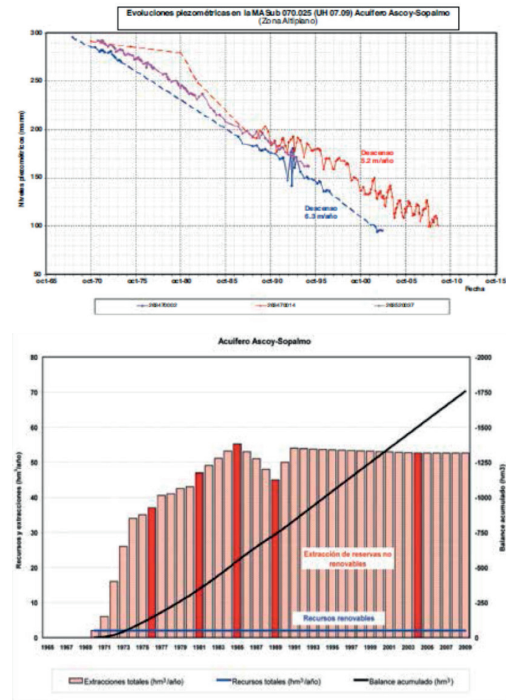 Evoluciones piezométricas en la MASub 070.025 (UH 07.09) Acuífero Ascoy-Sopalmo
(Zona Altiplano)
Niveles piezométricos (msnm)
300
250
200
150
100
50
Descenso
5.2 m/año
Descenso
6.3 m/año
oct-65 oct-70 oct-75 oct-80 oct-85 oct-90 oct-95 oct-00 oct-05 oct-10 oct-15
Fecha
Acuífero Ascoy-Sopalmo
Recursos y extracciones (hm³/año)
80
70
60
50
40
30
20
10
0
Balance acumulado (hm3)
-2000
-1750
-1500
-1250
-1000
-750
-500
-250
0
Extracción de reservas no
renovables
Recursos renovables
1965 1967 1969 1971 1973 1975 1977 1979 1981 1983 1985 1987 1989 1991 1993 1995 1997 1999 2001 2003 2005 2007 2009
Extracciones totales (hm³/año) Recursos totales (hm³/año) Balance acumulado (hm³)